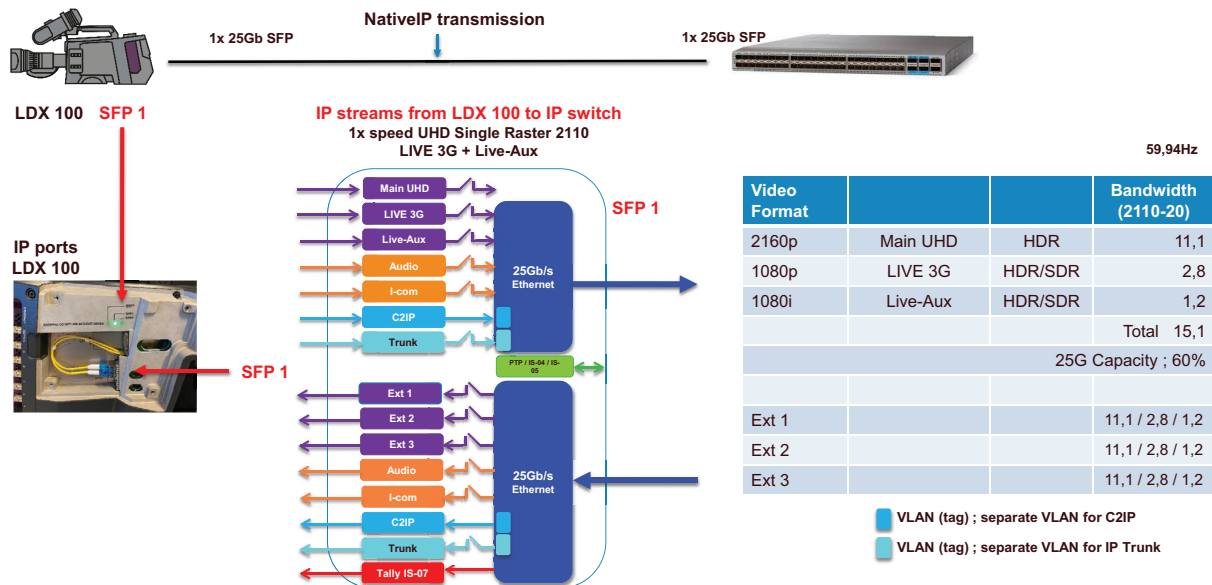 NativeIP transmission
1x 25Gb SFP
1x 25Gb SFP
LDX 100 SFP 1
IP streams from LDX 100 to IP switch
1x speed UHD Single Raster 2110
LIVE 3G + Live-Aux
59,94Hz
IP ports
LDX 100
SFP 1
SFP 1
Main UHD
LIVE 3G
Live-Aux
Audio
I-com
C2IP
Trunk
25Gb/s
Ethernet
PTP / IS-04 / IS-
05
Ext 1
Ext 2
Ext 3
Audio
I-com
C2IP
Trunk
Tally IS-07
25Gb/s
Ethernet
Video Bandwidth
Format (2110-20)
2160p Main UHD HDR 11,1
1080p LIVE 3G HDR/SDR 2,8
1080i Live-Aux HDR/SDR 1,2
Total 15,1
25G Capacity ; 60%
Ext 1 11,1 / 2,8 / 1,2
Ext 2 11,1 / 2,8 / 1,2
Ext 3 11,1 / 2,8 / 1,2
VLAN (tag) ; separate VLAN for C2IP
VLAN (tag) ; separate VLAN for IP Trunk